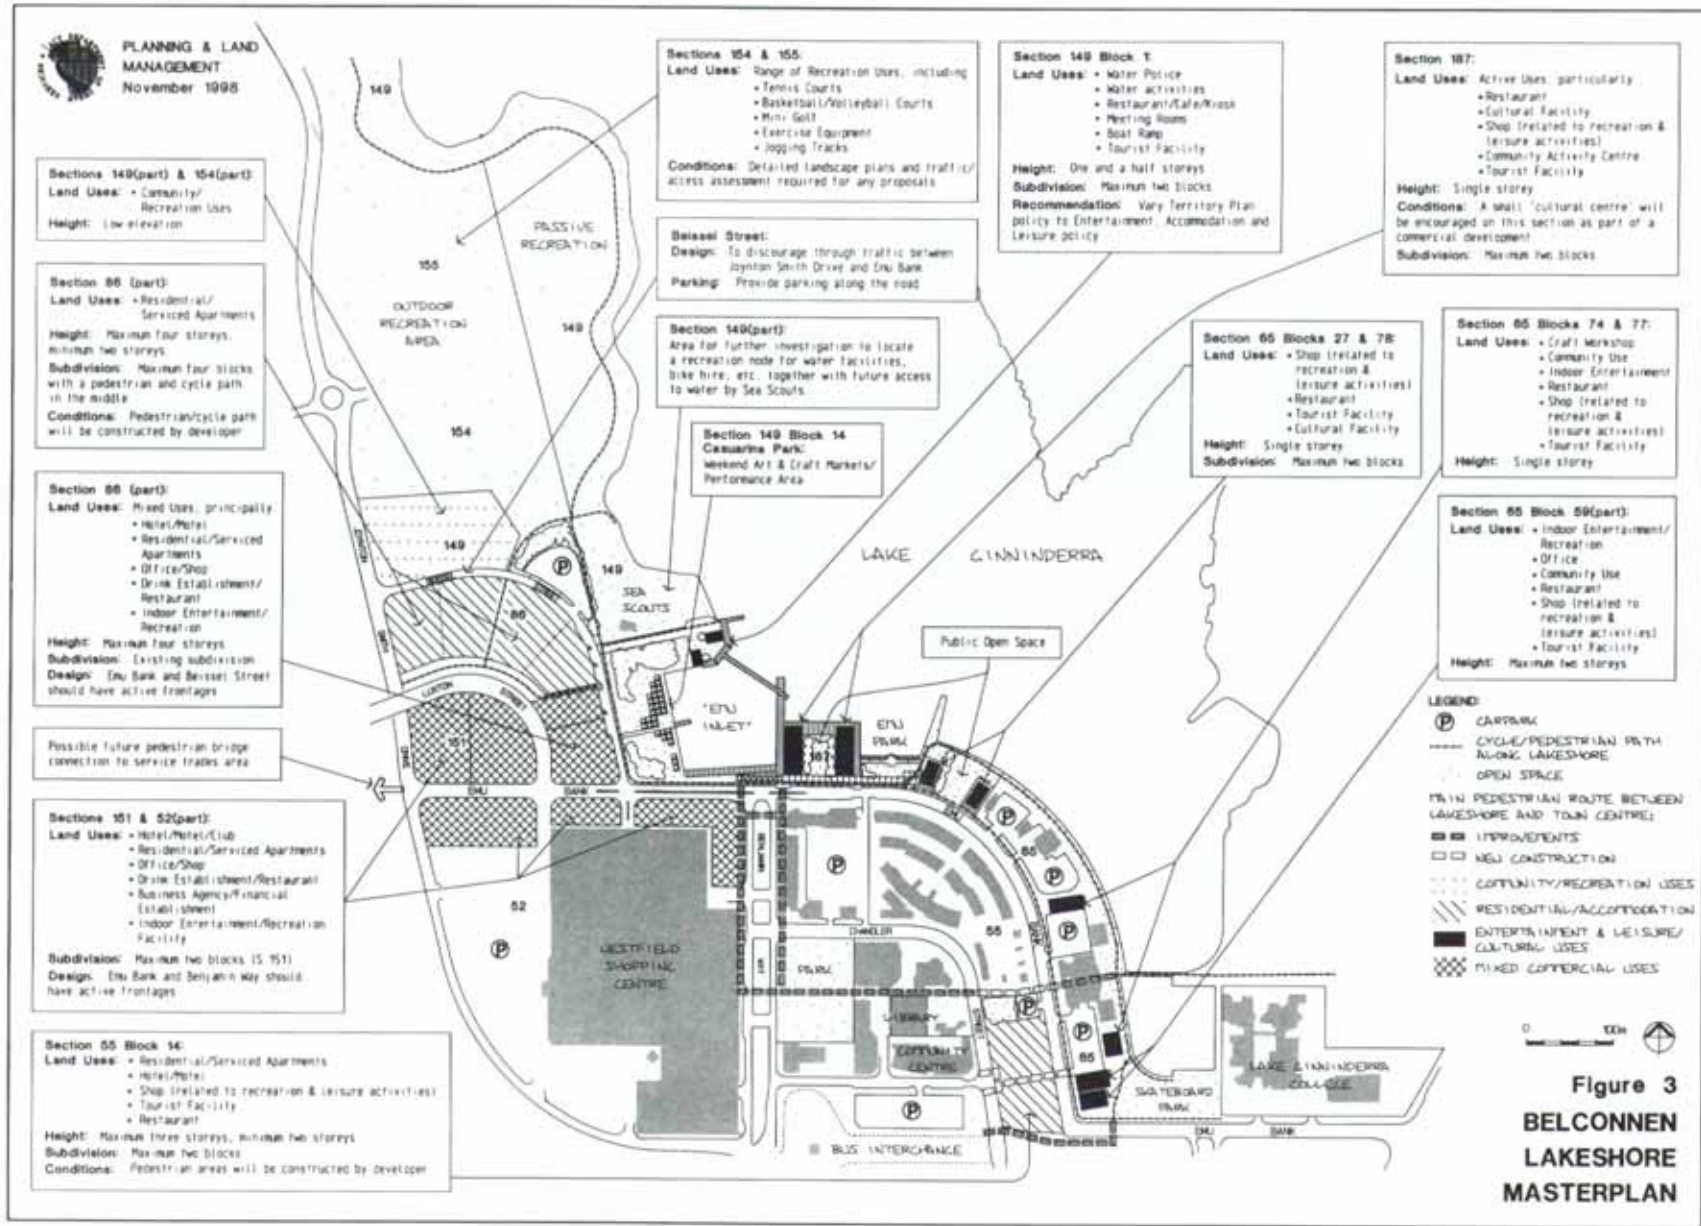 PLANNING & LAND
MANAGEMENT
November 1998
Sections 149(part) & 154(part):
Land Uses: • Community/
Recreation Uses
Height: Low elevation
Section 86 (part):
Land Uses: • Residential/
Serviced Apartments
Height: Maximum four storeys,
minimum two storeys
Subdivision: Maximum four blocks
with a pedestrian and cycle path
in the middle
Conditions: Pedestrian/cycle path
will be constructed by developer
Section 86 (part):
Land Uses: Mixed Uses, principally
• Hotel/Motel
• Residential/Serviced
Apartments
• Office/Shop
• Drink Establishment/
Restaurant
• Indoor Entertainment/
Recreation
Height: Maximum four storeys
Subdivision: Existing subdivision
Design: Emu Bank and Beissel Street
should have active frontages
Possible future pedestrian bridge
connection to service trades area
Sections 151 & 52(part):
Land Uses: • Hotel/Motel/Club
• Residential/Serviced Apartments
• Office/Shop
• Drink Establishment/Restaurant
• Business Agency/Financial
Establishment
• Indoor Entertainment/Recreation
Facility
Subdivision: Maximum two blocks (S 151)
Design: Emu Bank and Benjamin Way should
have active frontages
Section 55 Block 14:
Land Uses: • Residential/Serviced Apartments
• Hotel/Motel
• Shop (related to recreation & leisure activities)
• Tourist Facility
• Restaurant
Height: Maximum three storeys, minimum two storeys
Subdivision: Maximum two blocks
Conditions: Pedestrian areas will be constructed by developer
Sections 154 & 155:
Land Uses: Range of Recreation Uses, including
• Tennis Courts
• Basketball/Volleyball Courts
• Mini Golf
• Exercise Equipment
• Jogging Tracks
Conditions: Detailed landscape plans and traffic/
access assessment required for any proposals
Beissel Street:
Design: To discourage through traffic between
Joynton Smith Drive and Emu Bank
Parking: Provide parking along the road
Section 149(part):
Area for further investigation to locate
a recreation node for water facilities,
bike hire, etc. together with future access
to water by Sea Scouts
Section 149 Block 14
Casuarina Park:
Weekend Art & Craft Markets/
Performance Area
Section 149 Block 1:
Land Uses: • Water Police
• Water activities
• Restaurant/Cafe/Kiosk
• Meeting Rooms
• Boat Ramp
• Tourist Facility
Height: One and a half storeys
Subdivision: Maximum two blocks
Recommendation: Vary Territory Plan
policy to Entertainment, Accommodation and
Leisure policy
Section 187:
Land Uses: Active Uses, particularly
• Restaurant
• Cultural Facility
• Shop (related to recreation &
leisure activities)
• Community Activity Centre
• Tourist Facility
Height: Single storey
Conditions: A small 'cultural centre' will
be encouraged on this section as part of a
commercial development
Subdivision: Maximum two blocks
Section 65 Blocks 27 & 78:
Land Uses: • Shop (related to
recreation &
leisure activities)
• Restaurant
• Tourist Facility
• Cultural Facility
Height: Single storey
Subdivision: Maximum two blocks
Section 65 Blocks 74 & 77:
Land Uses: • Craft Workshop
• Community Use
• Indoor Entertainment
• Restaurant
• Shop (related to
recreation &
leisure activities)
• Tourist Facility
Height: Single storey
Section 65 Block 59(part):
Land Uses: • Indoor Entertainment/
Recreation
• Office
• Community Use
• Restaurant
• Shop (related to
recreation &
leisure activities)
• Tourist Facility
Height: Maximum two storeys
Public Open Space
149
PASSIVE
RECREATION
155
OUTDOOR
RECREATION
AREA
149
154
149
P
149
SEA
SCOUTS
86
STREET
LAKE GINNINDERRA
JOYNTON
SMITH
DRIVE
LUXTON
STREET
151
"EMU
INLET"
187
EMU
PARK
EMU BANK
BENJAMIN
WAY
52
P
WESTFIELD
SHOPPING
CENTRE
P
CHANDLER
PARK
STREET
LIBRARY
COMMUNITY
CENTRE
P
BUS INTERCHANGE
55
65
BANK
P
P
P
P
P
65
SKATEBOARD
PARK
LAKE GINNINDERRA
COLLEGE
EMU BANK
LEGEND:
P CARPARK
CYCLE/PEDESTRIAN PATH
ALONG LAKESHORE
OPEN SPACE
MAIN PEDESTRIAN ROUTE BETWEEN
LAKESHORE AND TOWN CENTRE:
IMPROVEMENTS
NEW CONSTRUCTION
COMMUNITY/RECREATION USES
RESIDENTIAL/ACCOMMODATION
ENTERTAINMENT & LEISURE/
CULTURAL USES
MIXED COMMERCIAL USES
0 100m
Figure 3
BELCONNEN
LAKESHORE
MASTERPLAN